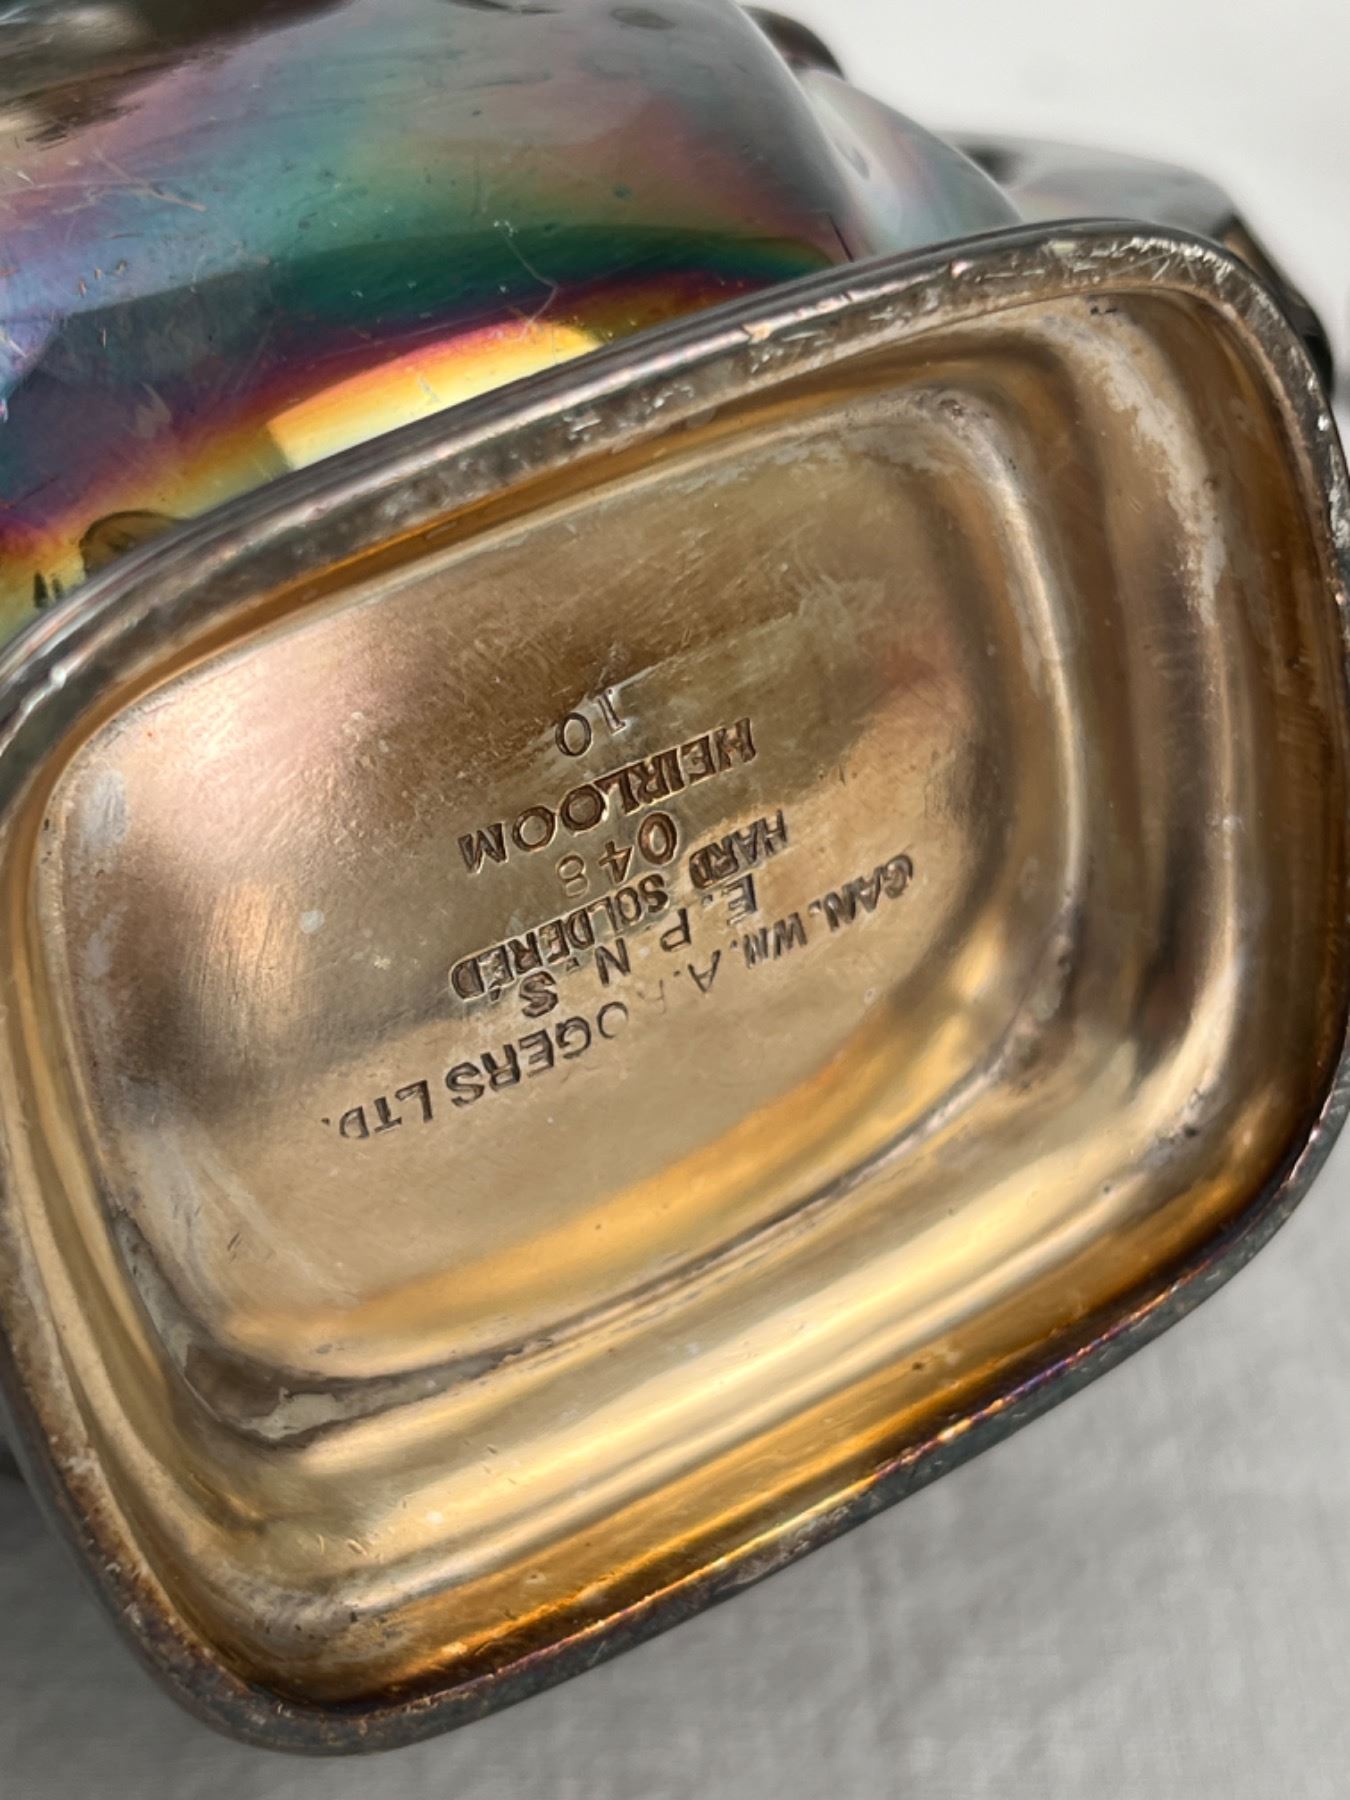 CAN. WM. A. ROGERS LTD.
E. P N. S
HARD SOLDERED
048
HEIRLOOM
10